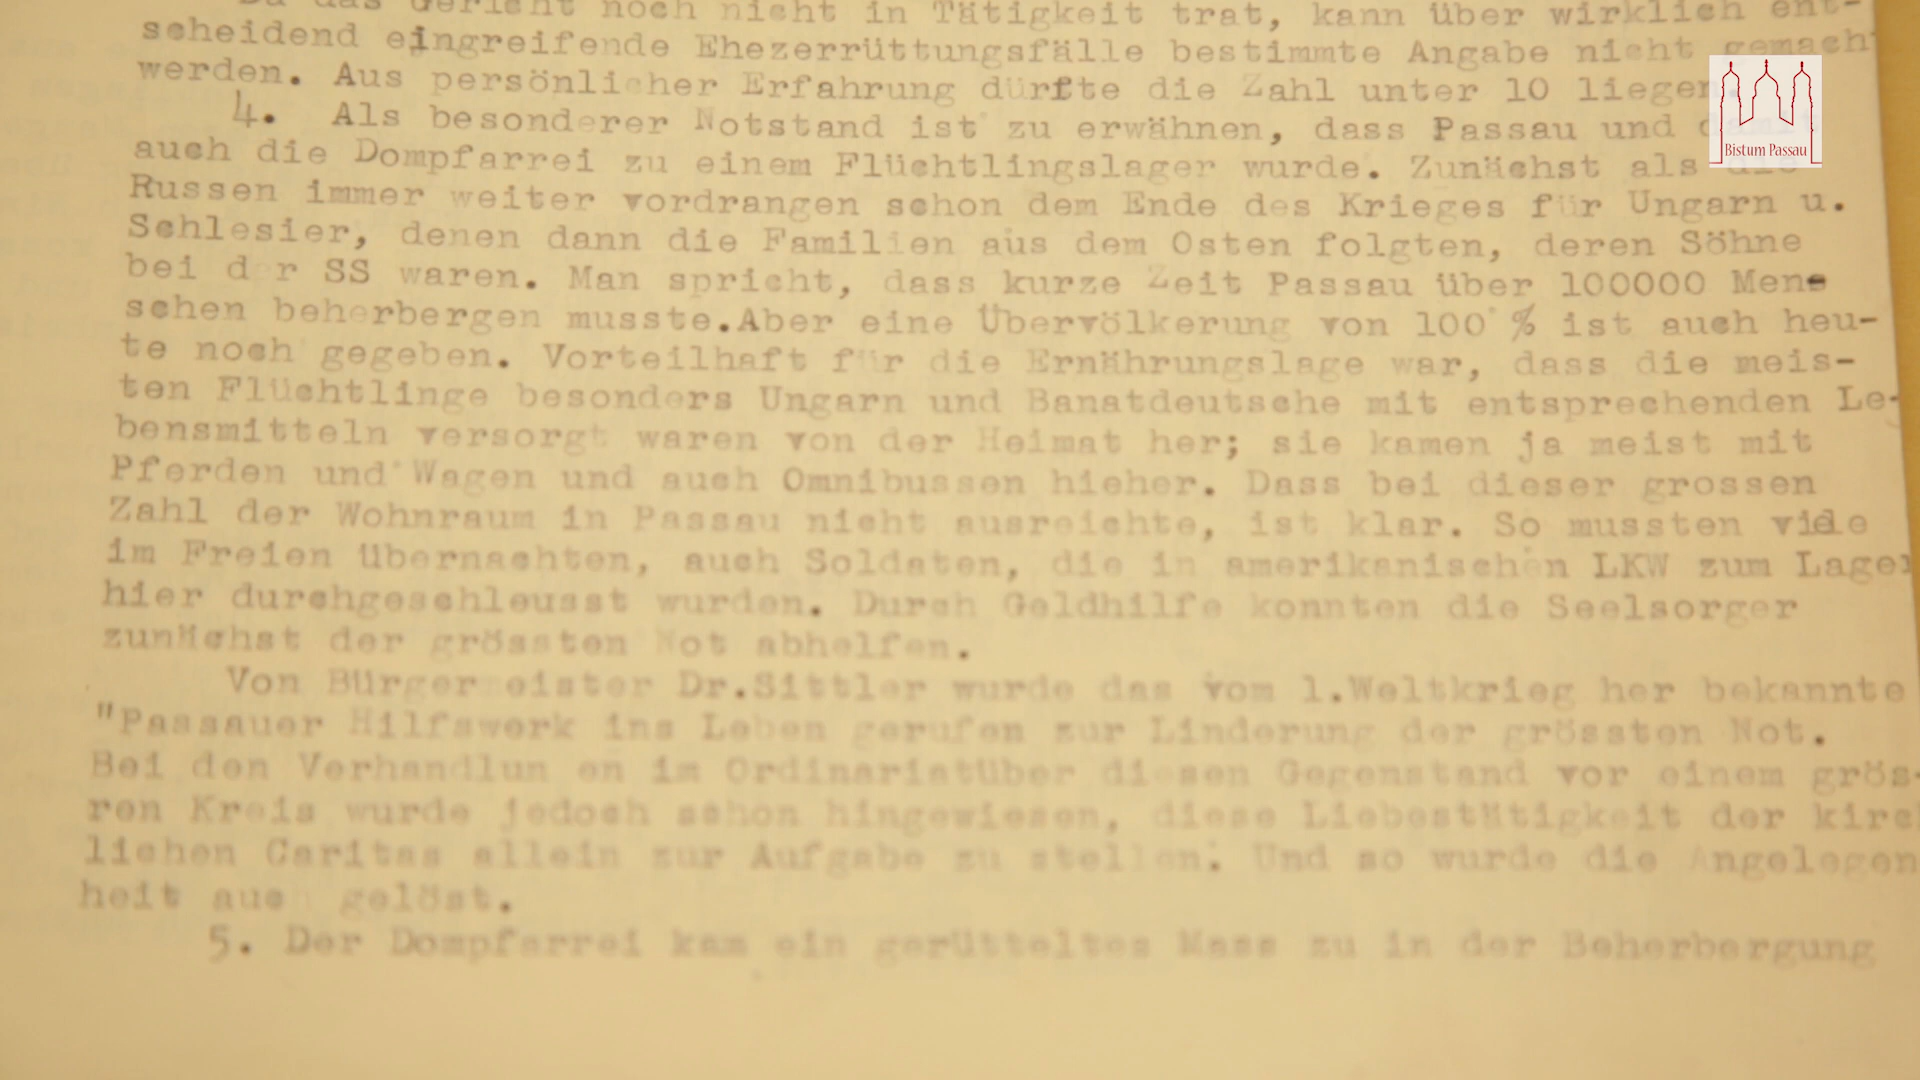 Da das Gericht noch nicht in Tätigkeit trat, kann über wirklich ent-
scheidend eingreifende Ehezerrüttungsfälle bestimmte Angabe nicht gemacht
werden. Aus persönlicher Erfahrung dürfte die Zahl unter 10 liegen.
4. Als besonderer Notstand ist zu erwähnen, dass Passau und
auch die Dompfarrei zu einem Flüchtlingslager wurde. Zunächst als die
Russen immer weiter vordrangen schon dem Ende des Krieges für Ungarn u.
Schlesier, denen dann die Familien aus dem Osten folgten, deren Söhne
bei d r SS waren. Man spricht, dass kurze Zeit Passau über 100000 Men-
schen beherbergen musste.Aber eine Übervölkerung von 100 % ist auch heu-
te noch gegeben. Vorteilhaft für die Ernährungslage war, dass die meis-
ten Flüchtlinge besonders Ungarn und Banatdeutsche mit entsprechenden Le-
bensmitteln versorgt waren von der Heimat her; sie kamen ja meist mit
Pferden und Wagen und auch Omnibussen hieher. Dass bei dieser grossen
Zahl der Wohnraum in Passau nicht ausreichte, ist klar. So mussten viele
im Freien übernachten, auch Soldaten, die in amerikanischen LKW zum Lager
hier durchgeschleusst wurden. Durch Geldhilfe konnten die Seelsorger
zunächst der grössten Not abhelfen.
Von Bürgermeister Dr.Sittler wurde das vom 1.Weltkrieg her bekannte
"Passauer Hilfswerk ins Leben gerufen zur Linderung der grössten Not.
Bei den Verhandlun en im Ordinariatüber diesen Gegenstand vor einem grös-
ren Kreis wurde jedoch schon hingewiesen, diese Liebestätigkeit der kirc
lichen Caritas allein zur Aufgabe zu stellen. Und so wurde die Angelegen
heit auc gelöst.
5. Der Dompfarrei kam ein gerütteltes Mass zu in der Beherbergung
Bistum Passau